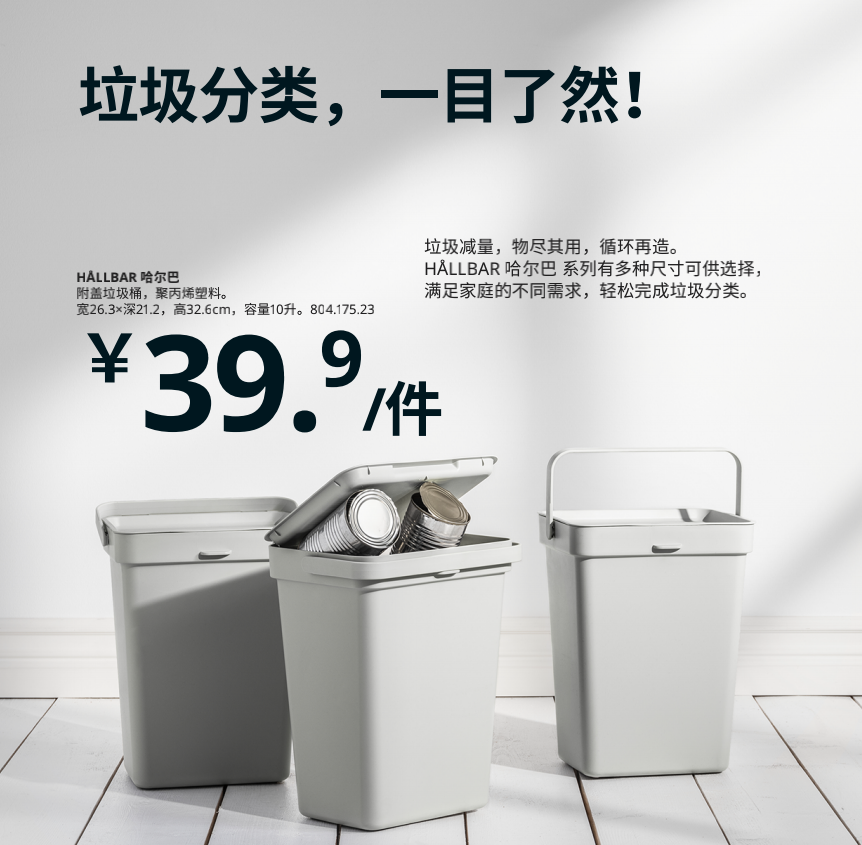 垃圾分类，一目了然！
垃圾减量，物尽其用，循环再造。
HÅLLBAR 哈尔巴 系列有多种尺寸可供选择，
满足家庭的不同需求，轻松完成垃圾分类。
HÅLLBAR 哈尔巴
附盖垃圾桶，聚丙烯塑料。
宽26.3×深21.2，高32.6cm，容量10升。804.175.23
¥39.9/件